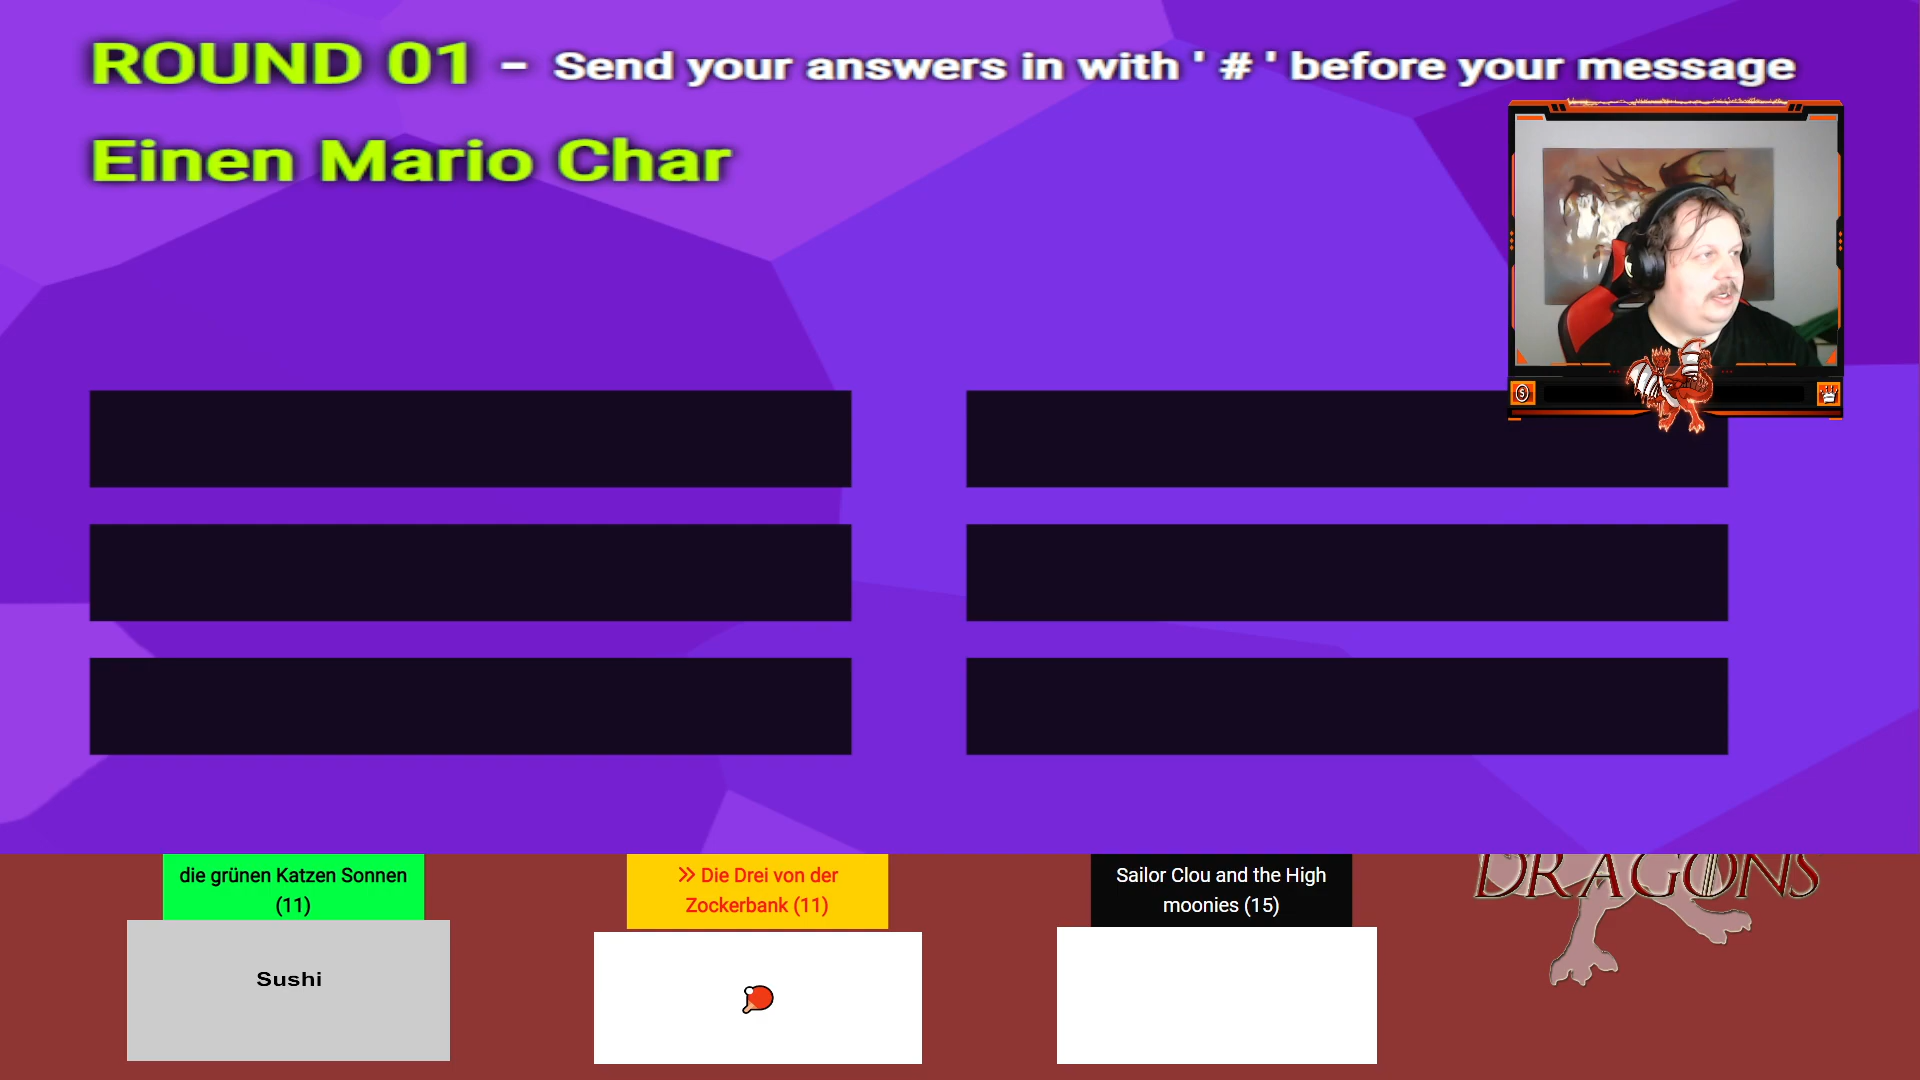 ROUND 01 - Send your answers in with ' # ' before your message
Einen Mario Char
die grünen Katzen Sonnen
(11)
Sushi
>> Die Drei von der
Zockerbank (11)
Sailor Clou and the High
moonies (15)
DRAGONS